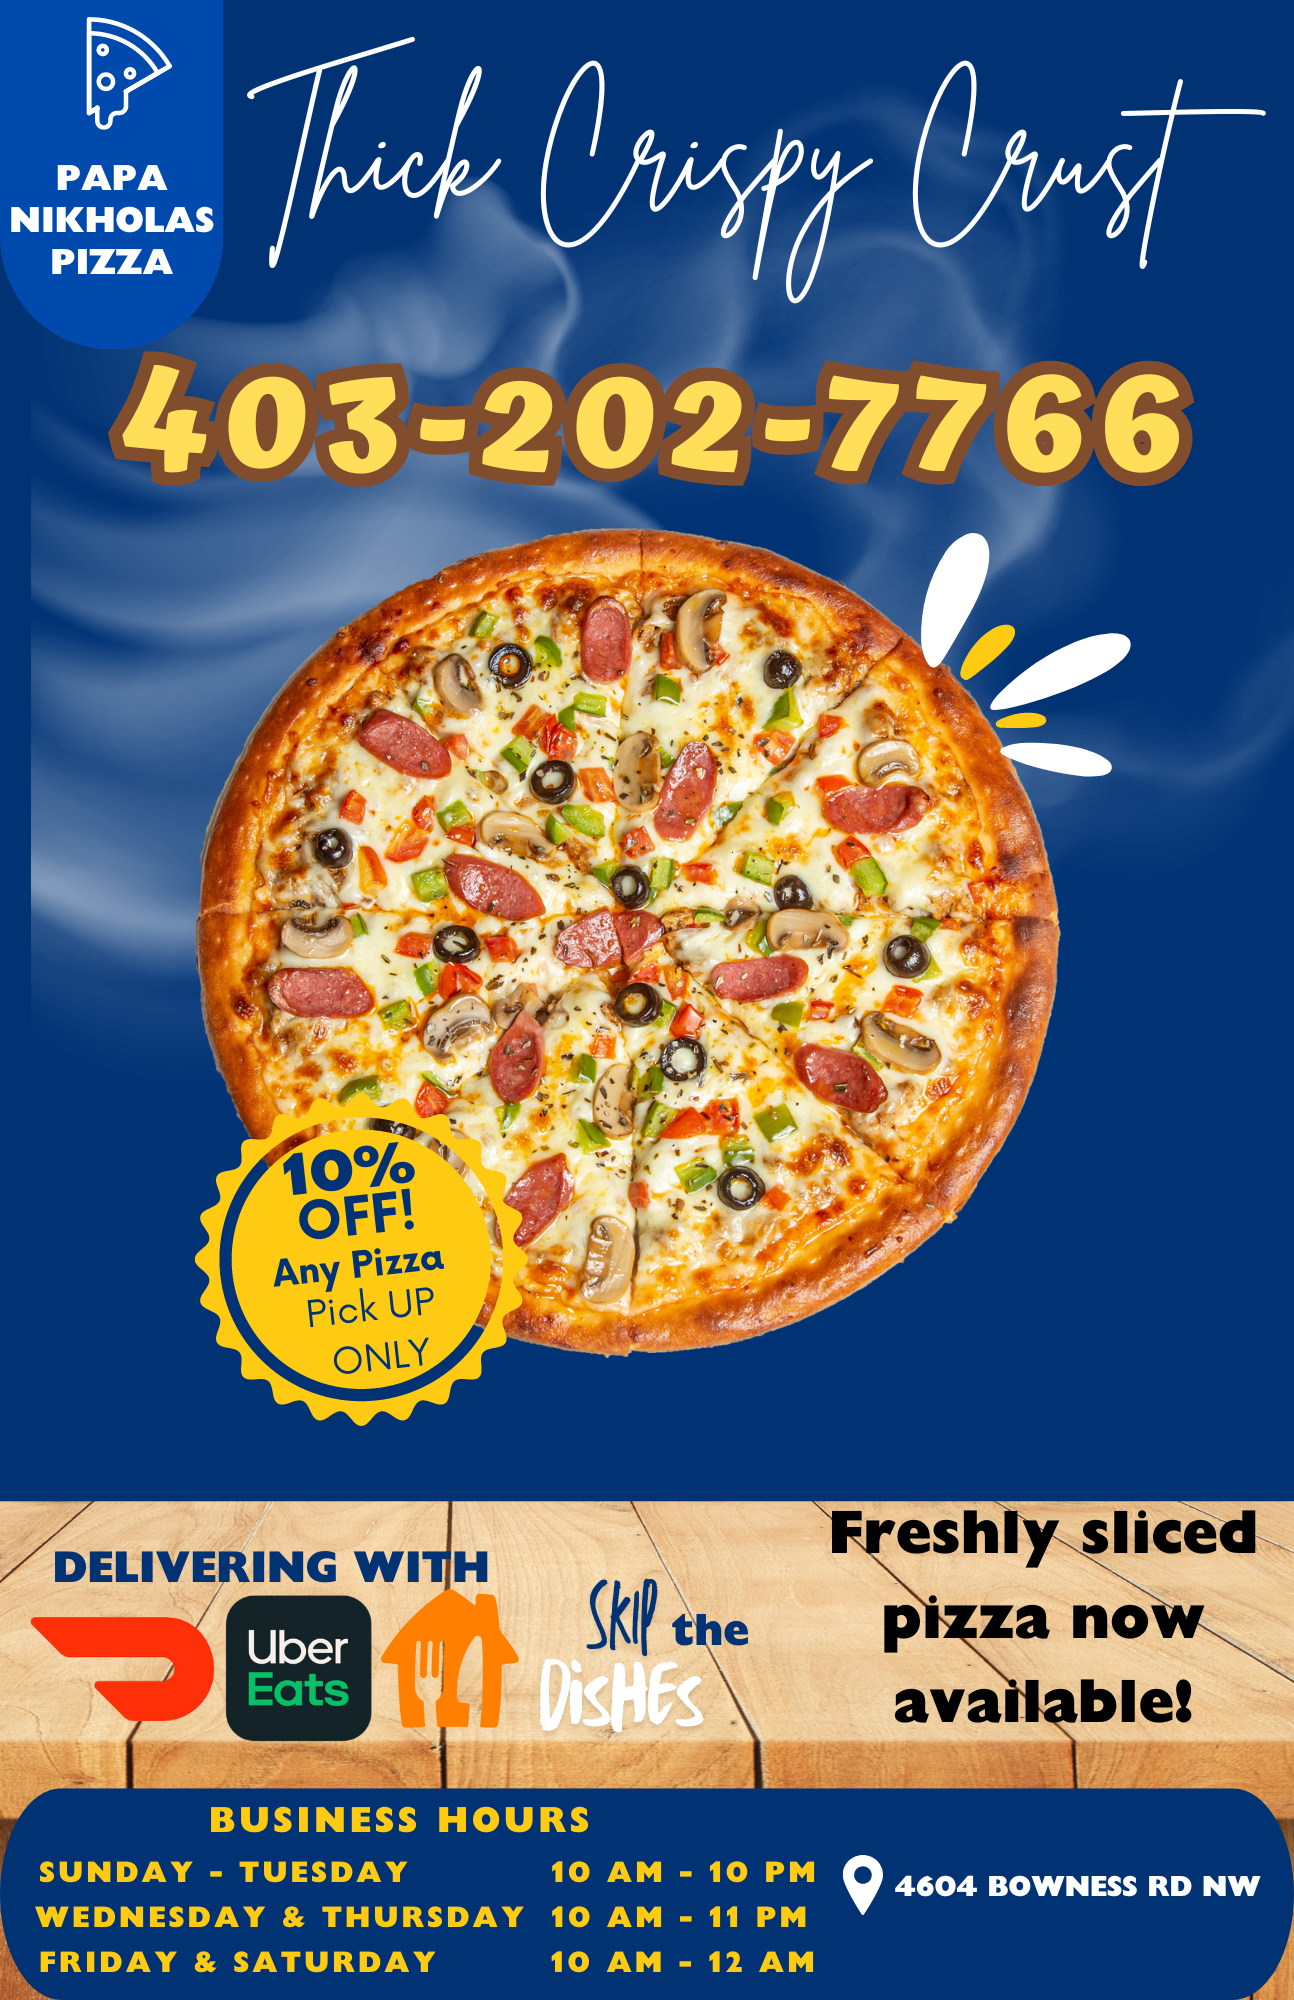 PAPA
NIKHOLAS
PIZZA
Thick Crispy Crust
403-202-7766
10%
OFF!
Any Pizza
Pick UP
ONLY
DELIVERING WITH
Uber
Eats
SKIP the
DISHES
Freshly sliced
pizza now
available!
BUSINESS HOURS
SUNDAY - TUESDAY 10 AM - 10 PM
WEDNESDAY & THURSDAY 10 AM - 11 PM
FRIDAY & SATURDAY 10 AM - 12 AM
4604 BOWNESS RD NW